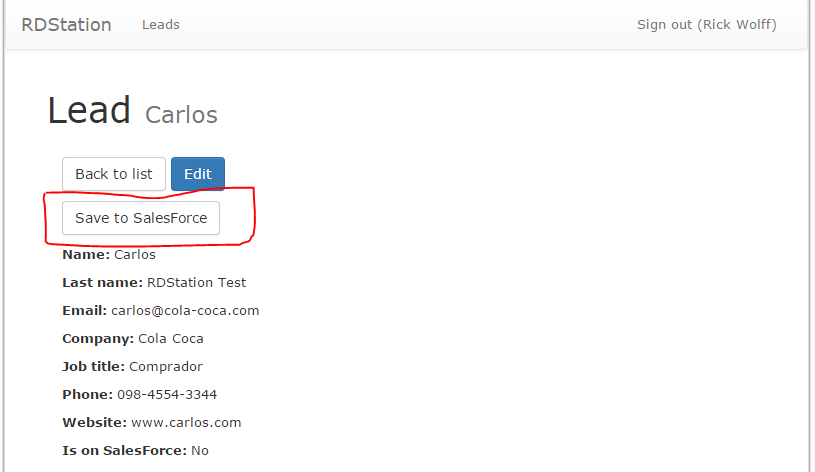 RDStation Leads Sign out (Rick Wolff)
Lead Carlos
Back to list Edit
Save to SalesForce
Name: Carlos
Last name: RDStation Test
Email: carlos@cola-coca.com
Company: Cola Coca
Job title: Comprador
Phone: 098-4554-3344
Website: www.carlos.com
Is on SalesForce: No